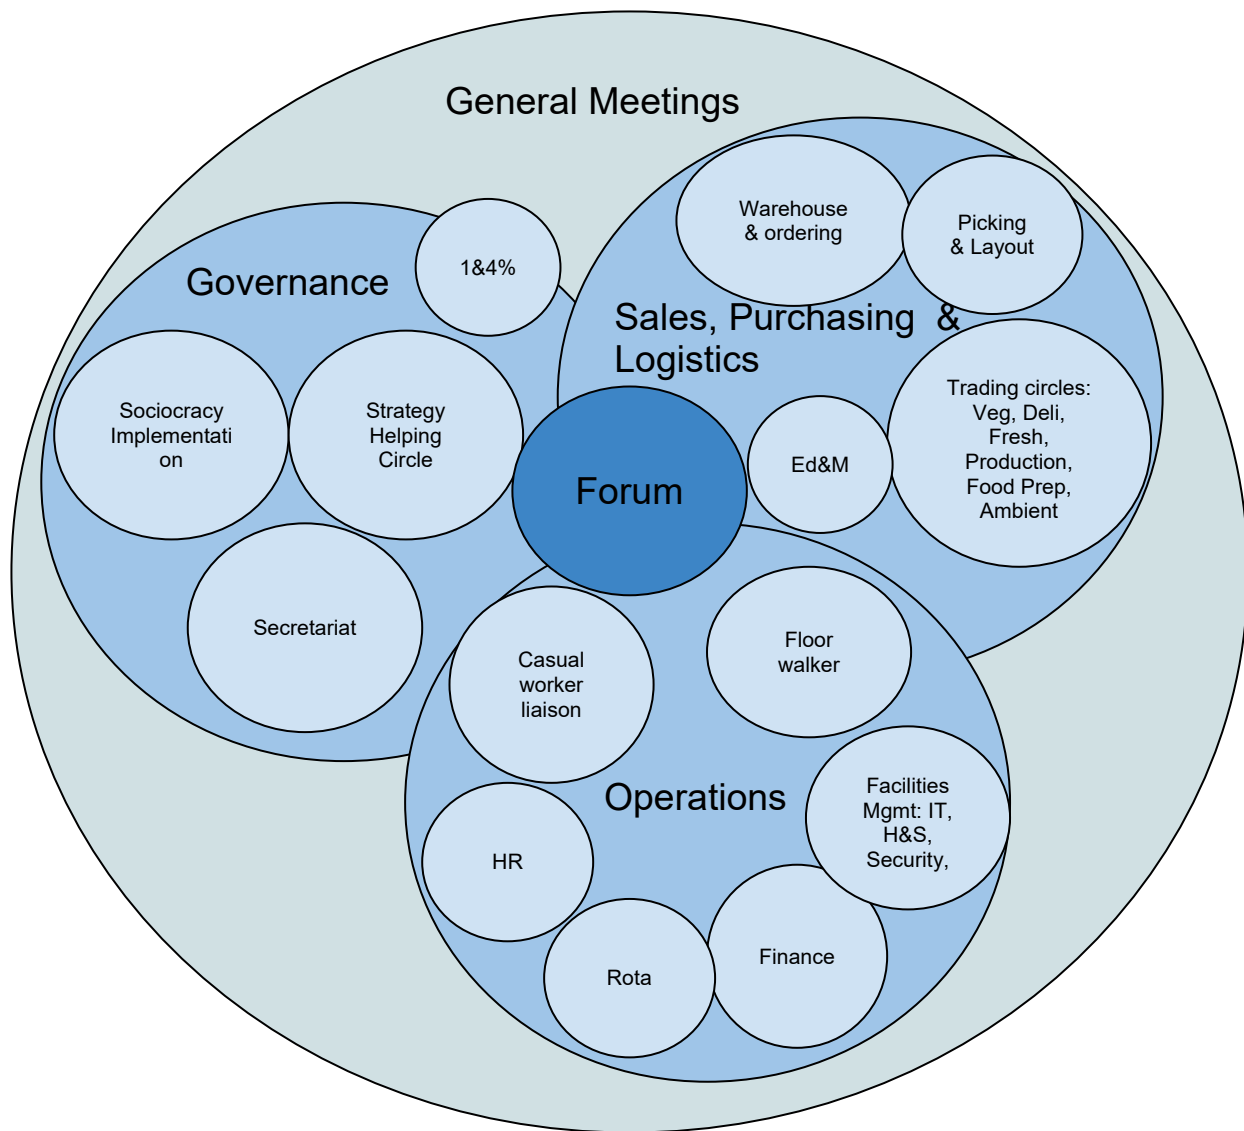 General Meetings
Governance
1&4%
Sociocracy
Implementati
on
Strategy
Helping
Circle
Secretariat
Warehouse
& ordering
Picking
& Layout
Sales, Purchasing &
Logistics
Trading circles:
Veg, Deli,
Fresh,
Production,
Food Prep,
Ambient
Ed&M
Forum
Casual
worker
liaison
Floor
walker
Operations
Facilities
Mgmt: IT,
H&S,
Security,
HR
Rota
Finance